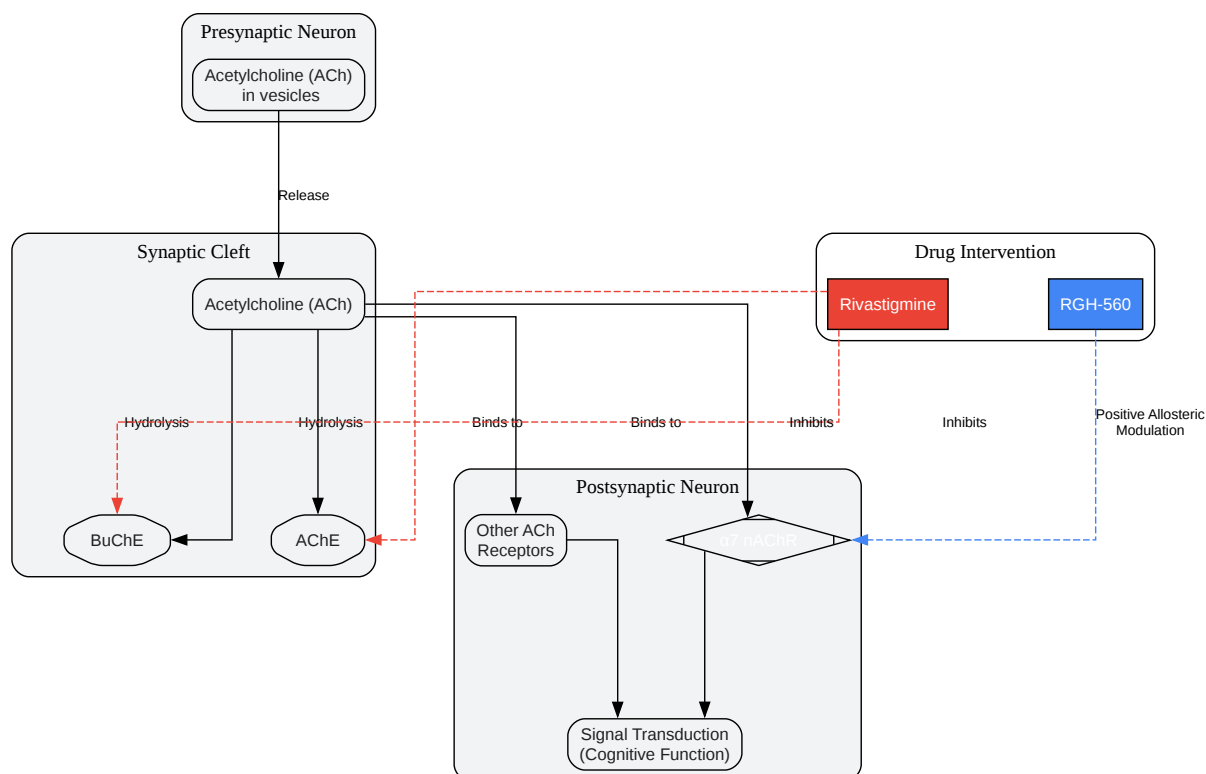 Presynaptic Neuron
Acetylcholine (ACh)
in vesicles
Release
Synaptic Cleft
Drug Intervention
Acetylcholine (ACh)
Rivastigmine
RGH-560
Hydrolysis
Hydrolysis
Binds to
Binds to
Inhibits
Inhibits
Positive Allosteric
Modulation
Postsynaptic Neuron
BuChE
AChE
Other ACh
Receptors
α7 nAChR
Signal Transduction
(Cognitive Function)